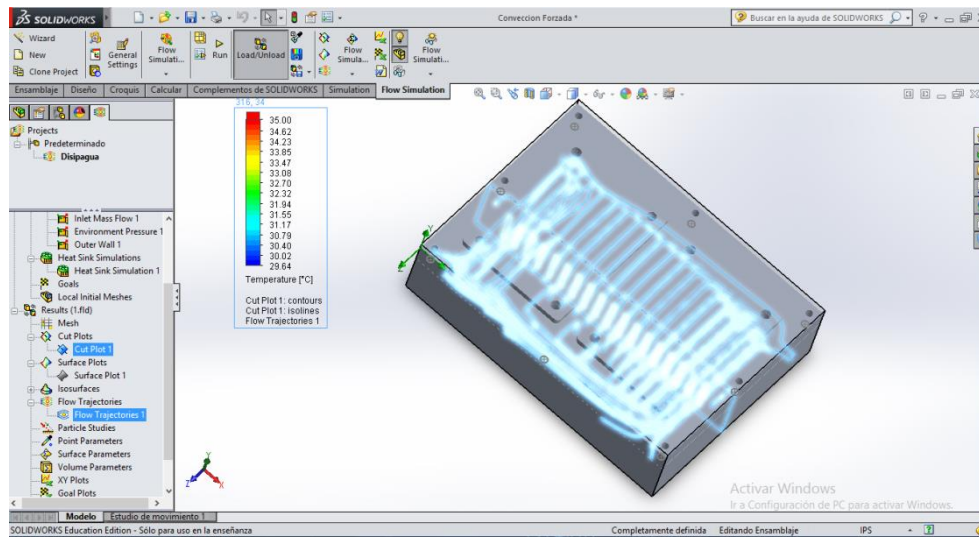 SOLIDWORKS
Conveccion Forzada *
Buscar en la ayuda de SOLIDWORKS
Wizard
New
Clone Project
General Settings
Flow Simulati...
Run
Load/Unload
Flow Simula...
Flow Simulati...
Ensamblaje
Diseño
Croquis
Calcular
Complementos de SOLIDWORKS
Simulation
Flow Simulation
Projects
Predeterminado
Disipagua
Inlet Mass Flow 1
Environment Pressure 1
Outer Wall 1
Heat Sink Simulations
Heat Sink Simulation 1
Goals
Local Initial Meshes
Results (1.fld)
Mesh
Cut Plots
Cut Plot 1
Surface Plots
Surface Plot 1
Isosurfaces
Flow Trajectories
Flow Trajectories 1
Particle Studies
Point Parameters
Surface Parameters
Volume Parameters
XY Plots
Goal Plots
316, 34
35.00
34.62
34.23
33.85
33.47
33.08
32.70
32.32
31.94
31.55
31.17
30.79
30.40
30.02
29.64
Temperature [°C]
Cut Plot 1: contours
Cut Plot 1: isolines
Flow Trajectories 1
Y
Z
Y
Z
X
Activar Windows
Ir a Configuración de PC para activar Windows.
Modelo
Estudio de movimiento 1
SOLIDWORKS Education Edition - Sólo para uso en la enseñanza
Completamente definida
Editando Ensamblaje
IPS